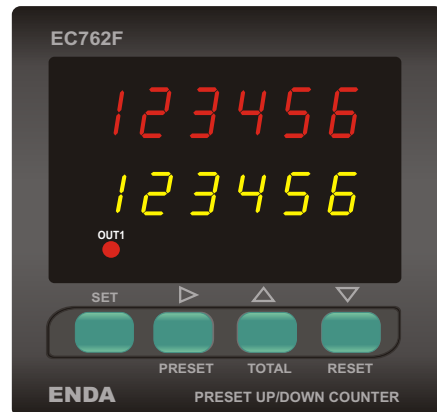 EC762F
123456
123456
OUT1
SET
PRESET TOTAL RESET
ENDA PRESET UP/DOWN COUNTER